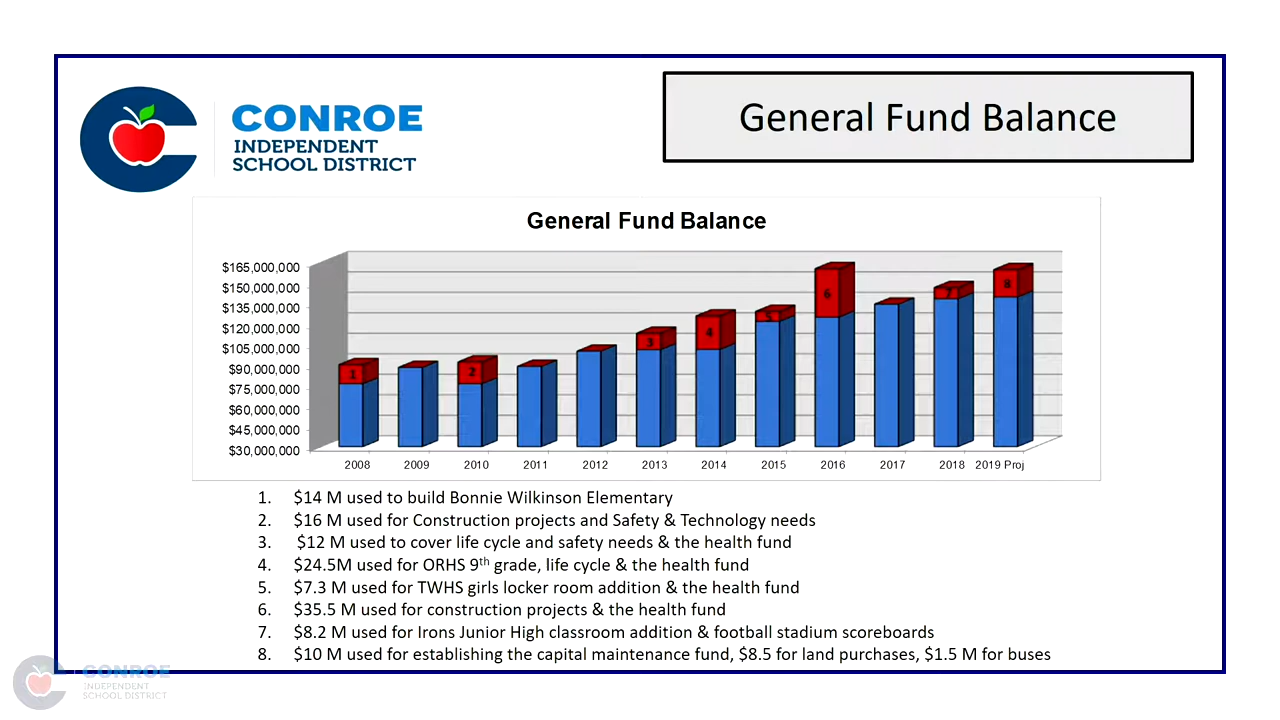 CONROE
INDEPENDENT
SCHOOL DISTRICT
General Fund Balance
General Fund Balance
$165,000,000
$150,000,000
$135,000,000
$120,000,000
$105,000,000
$90,000,000
$75,000,000
$60,000,000
$45,000,000
$30,000,000
1
2
3
4
5
6
7
8
2008 2009 2010 2011 2012 2013 2014 2015 2016 2017 2018 2019 Proj
1. $14 M used to build Bonnie Wilkinson Elementary
2. $16 M used for Construction projects and Safety & Technology needs
3. $12 M used to cover life cycle and safety needs & the health fund
4. $24.5M used for ORHS 9th grade, life cycle & the health fund
5. $7.3 M used for TWHS girls locker room addition & the health fund
6. $35.5 M used for construction projects & the health fund
7. $8.2 M used for Irons Junior High classroom addition & football stadium scoreboards
8. $10 M used for establishing the capital maintenance fund, $8.5 for land purchases, $1.5 M for buses
CONROE
INDEPENDENT
SCHOOL DISTRICT